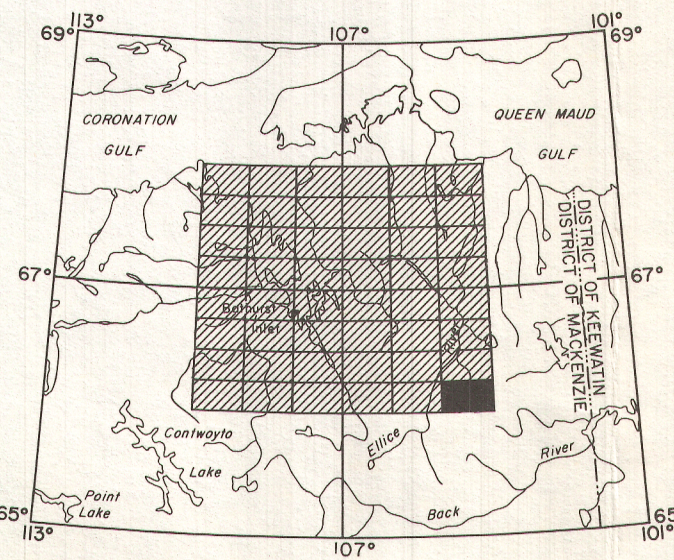 113°
107°
101°
69°
69°
CORONATION
GULF
QUEEN MAUD
GULF
DISTRICT OF KEEWATIN
DISTRICT OF MACKENZIE
67°
67°
Bathurst
Inlet
River
Contwoyto
Lake
Ellice
River
Point
Lake
Back
65°
65
113°
107°
101°